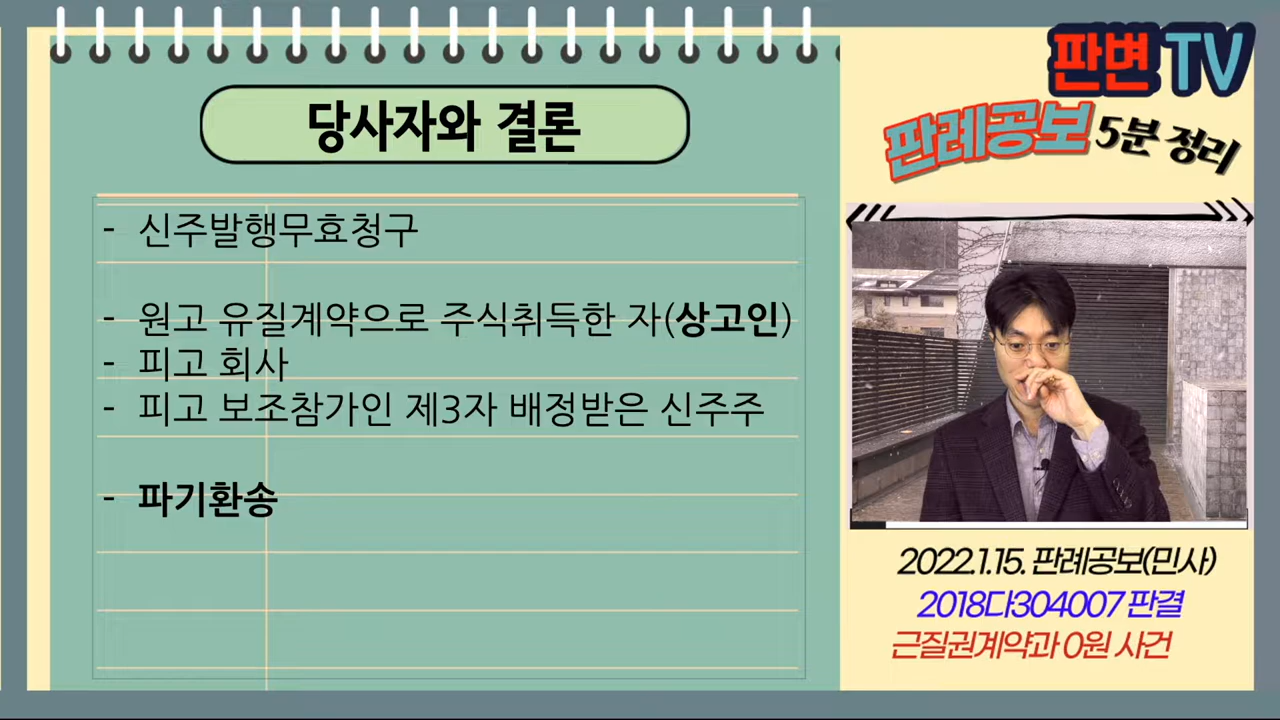 당사자와 결론
- 신주발행무효청구
- 원고 유질계약으로 주식취득한 자(상고인)
- 피고 회사
- 피고 보조참가인 제3자 배정받은 신주주
- 파기환송
판변 TV
판례공보 5분 정리
2022.1.15. 판례공보(민사)
2018다304007 판결
근질권계약과 0원 사건